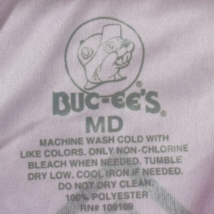 BUC-EE'S
MD
MACHINE WASH COLD WITH
LIKE COLORS. ONLY NON-CHLORINE
BLEACH WHEN NEEDED. TUMBLE
DRY LOW. COOL IRON IF NEEDED.
DO NOT DRY CLEAN.
100% POLYESTER
RN# 109109